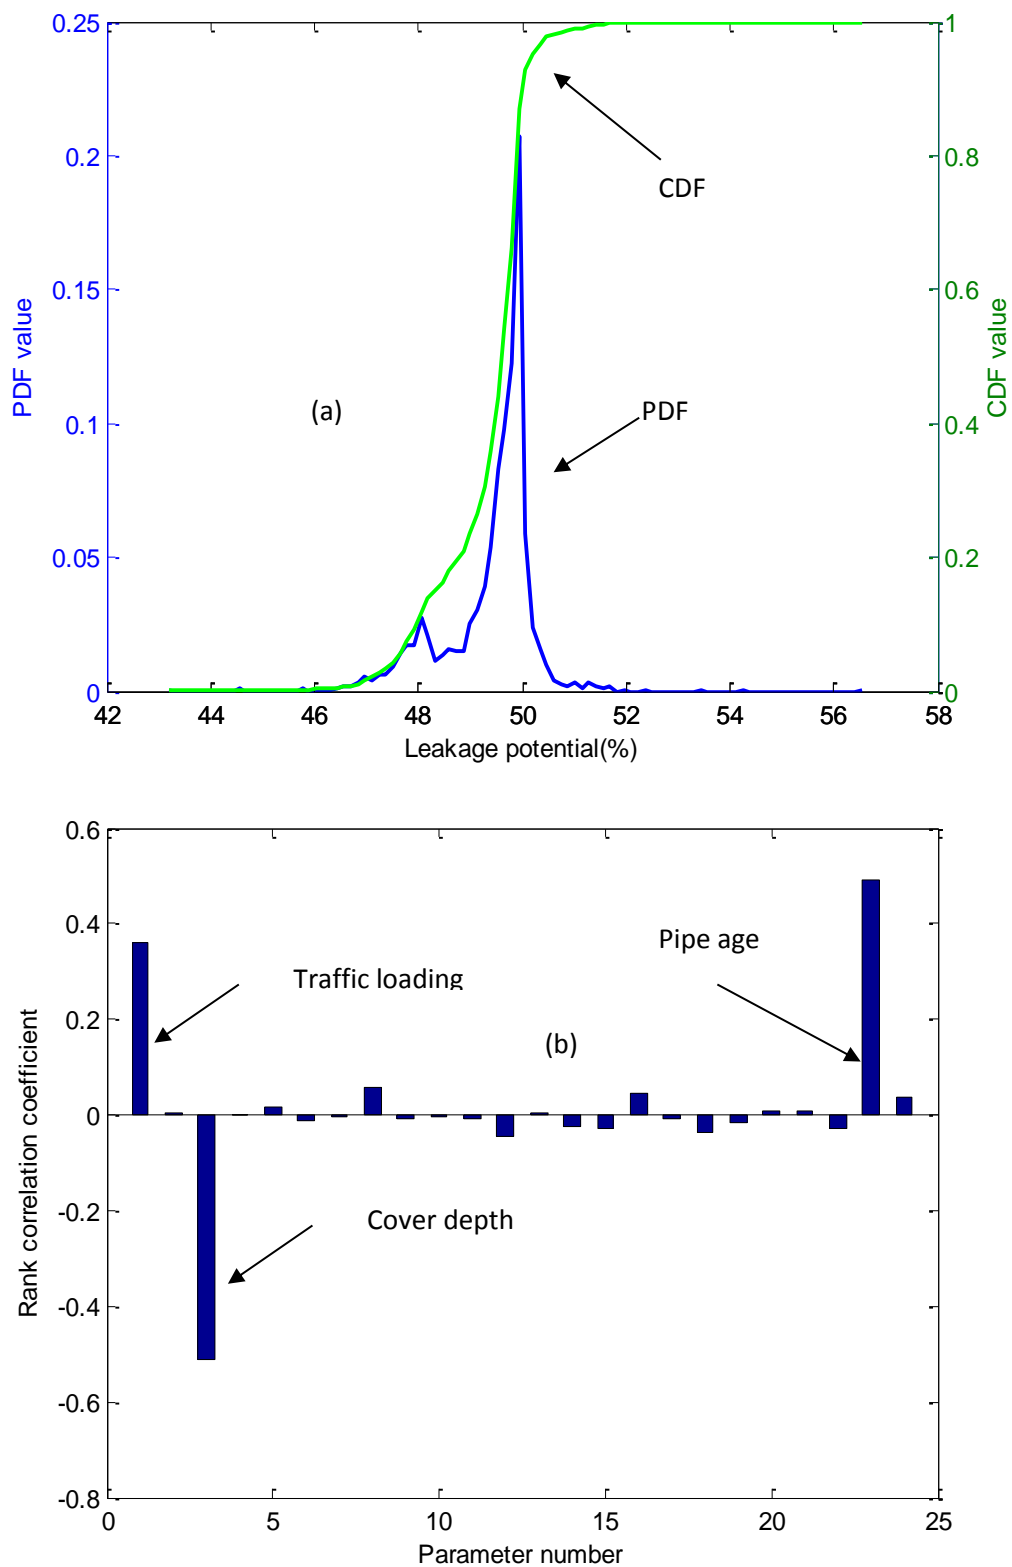 0.25
0.2
0.15
0.1
0.05
0
PDF value
1
0.8
0.6
0.4
0.2
0
CDF value
CDF
PDF
(a)
42 44 46 48 50 52 54 56 58
Leakage potential(%)
0.6
0.4
0.2
0
-0.2
-0.4
-0.6
-0.8
Rank correlation coefficient
Pipe age
Traffic loading
(b)
Cover depth
0 5 10 15 20 25
Parameter number